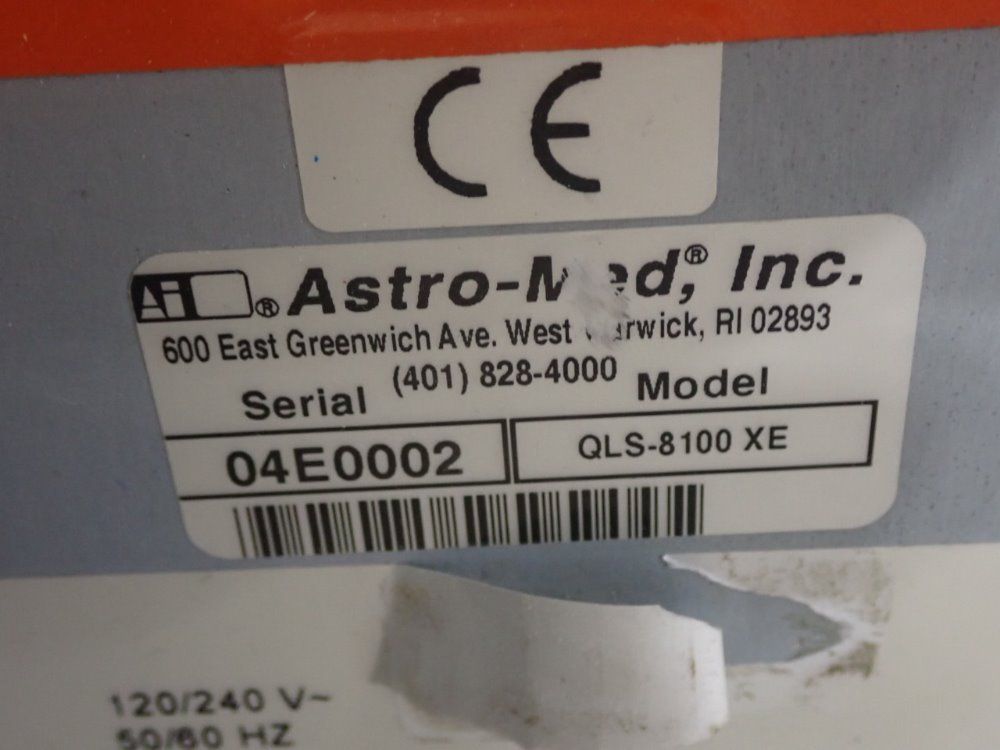 CE
® Astro-Med,® Inc.
600 East Greenwich Ave. West Warwick, RI 02893
(401) 828-4000
Serial Model
04E0002 QLS-8100 XE
120/240 V~
50/60 HZ